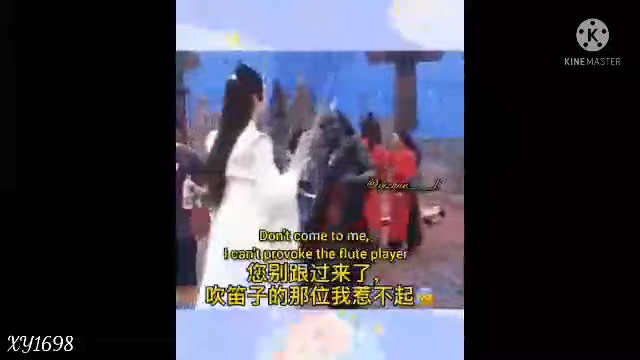 KINEMASTER
Don't come to me,
I can't provoke the flute player
您别跟过来了，
吹笛子的那位我惹不起
XY1698